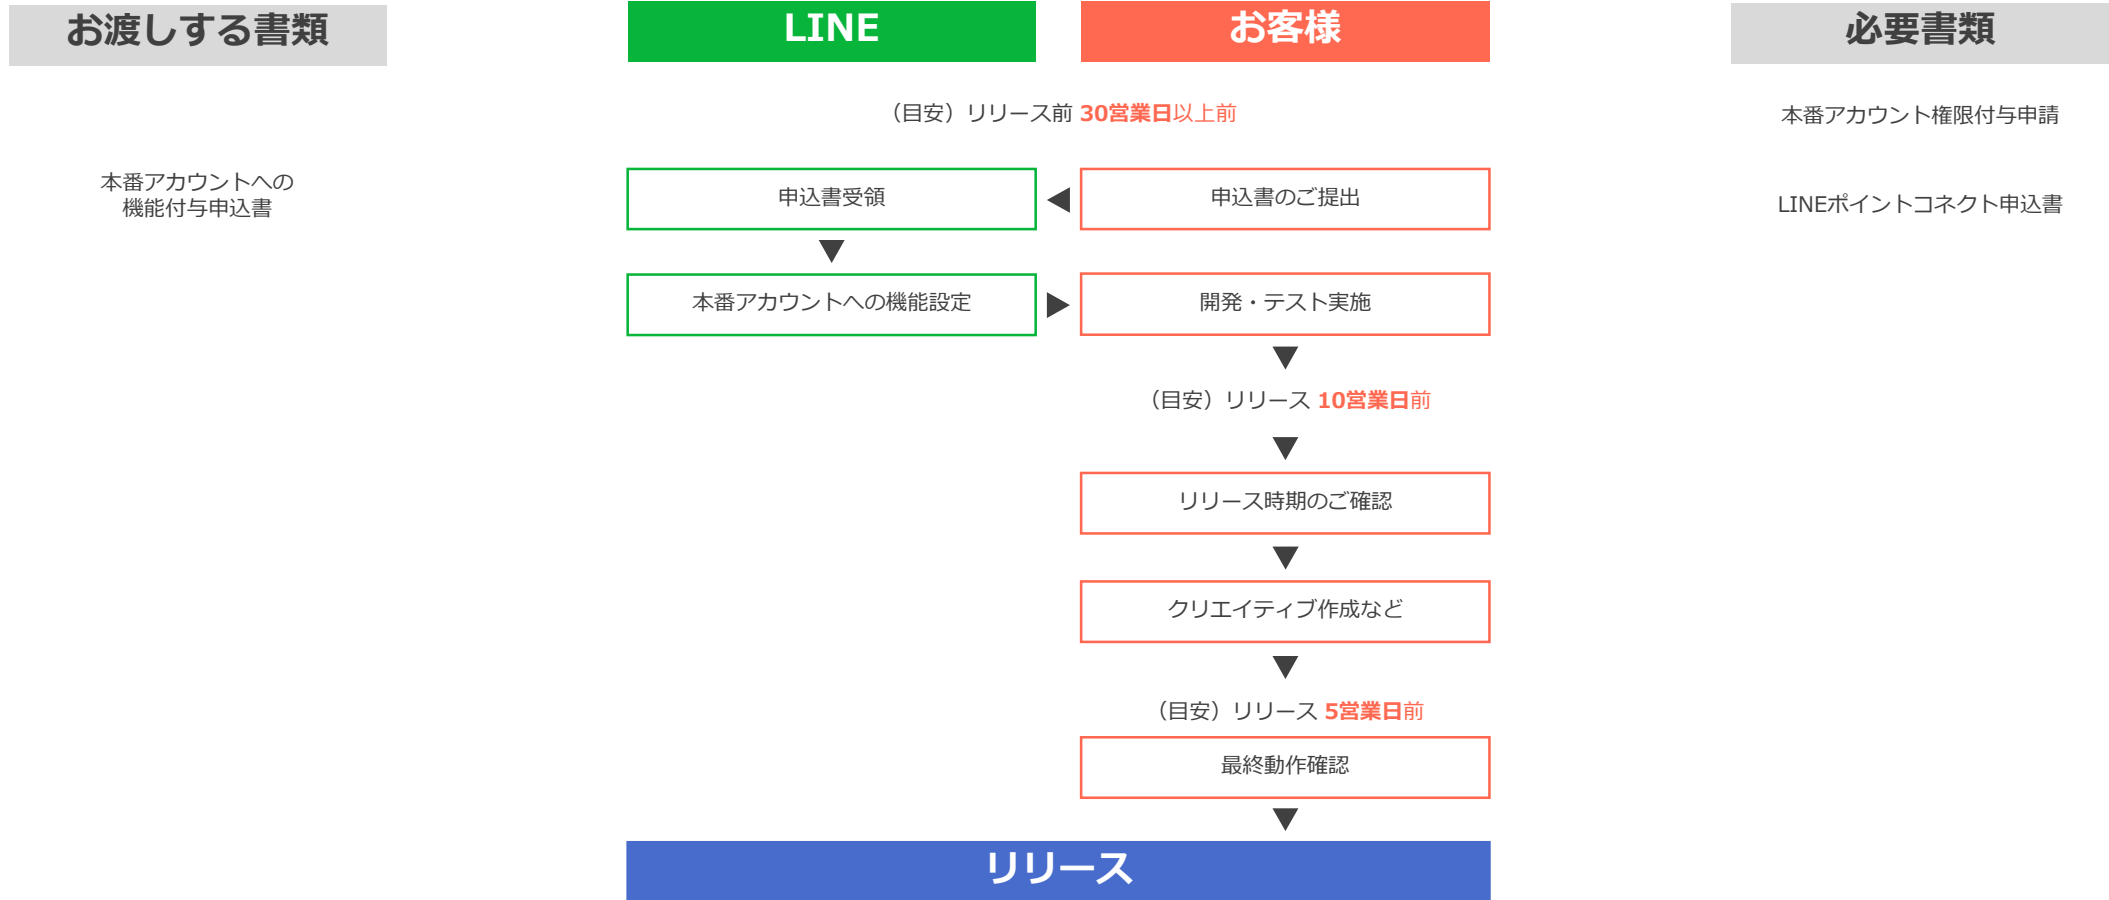 お渡しする書類
LINE
お客様
必要書類
（目安）リリース前 30営業日以上前
本番アカウント権限付与申請
本番アカウントへの
機能付与申込書
申込書受領
申込書のご提出
LINEポイントコネクト申込書
本番アカウントへの機能設定
開発・テスト実施
（目安）リリース 10営業日前
リリース時期のご確認
クリエイティブ作成など
（目安）リリース 5営業日前
最終動作確認
リリース